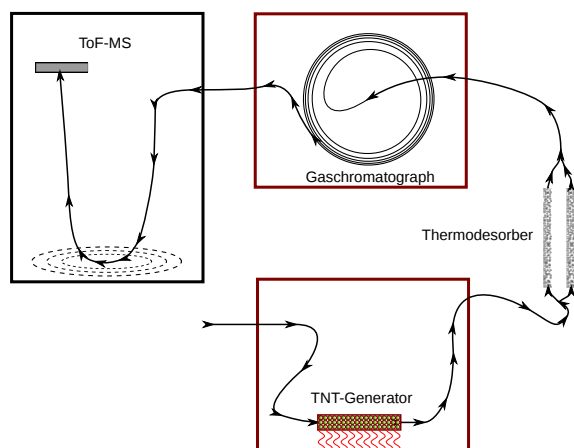 ToF-MS
Gaschromatograph
Thermodesorber
TNT-Generator